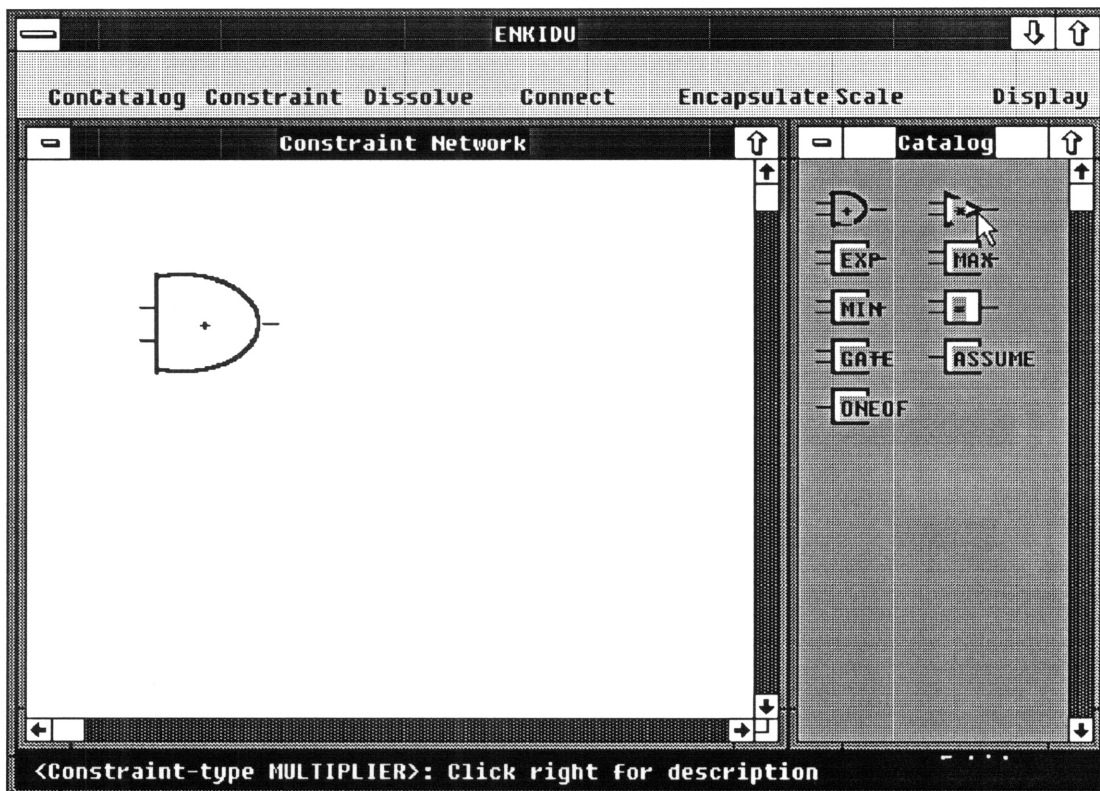 ENKIDU
ConCatalog Constraint Dissolve Connect Encapsulate Scale Display
Constraint Network
Catalog
+
+ *
EXP MAX
MIN =
GATE ASSUME
ONEOF
<Constraint-type MULTIPLIER>: Click right for description